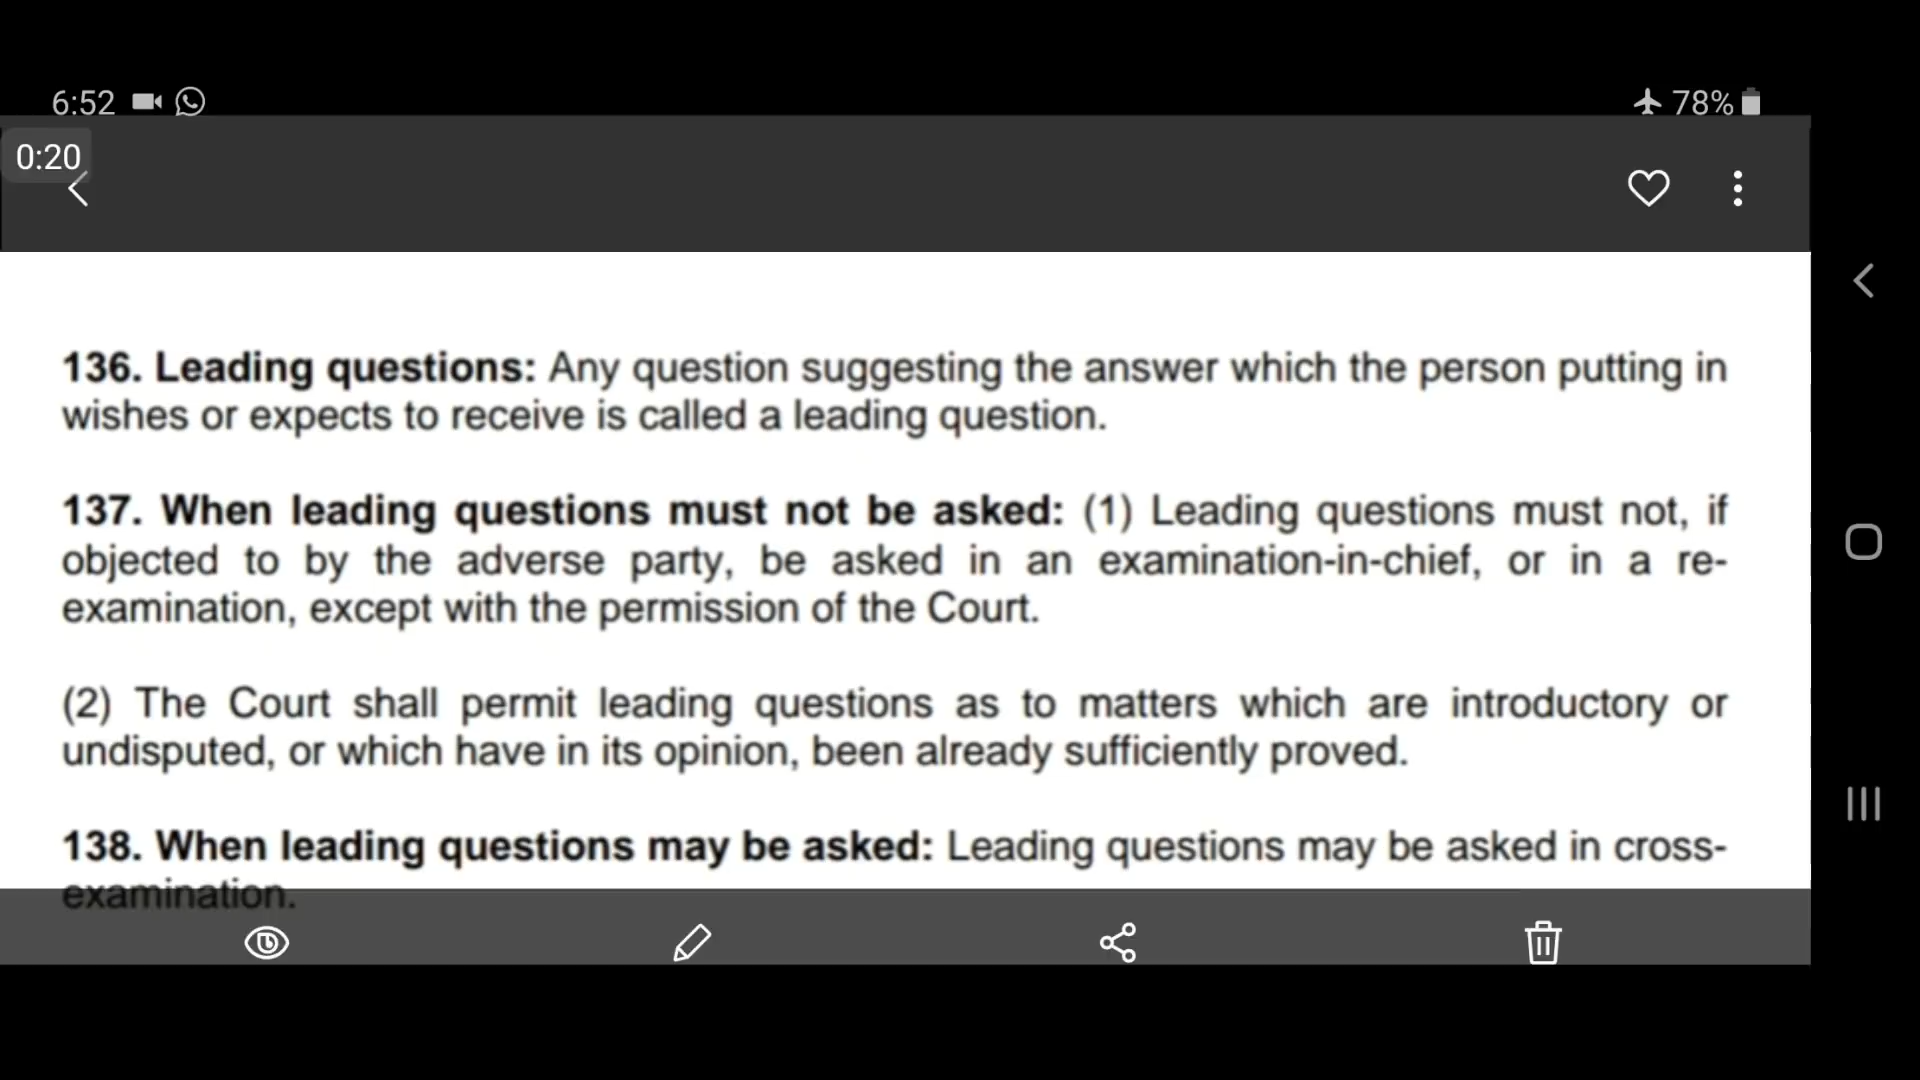 6:52
78%
0:20
136. Leading questions: Any question suggesting the answer which the person putting in
wishes or expects to receive is called a leading question.
137. When leading questions must not be asked: (1) Leading questions must not, if
objected to by the adverse party, be asked in an examination-in-chief, or in a re-
examination, except with the permission of the Court.
(2) The Court shall permit leading questions as to matters which are introductory or
undisputed, or which have in its opinion, been already sufficiently proved.
138. When leading questions may be asked: Leading questions may be asked in cross-
examination.